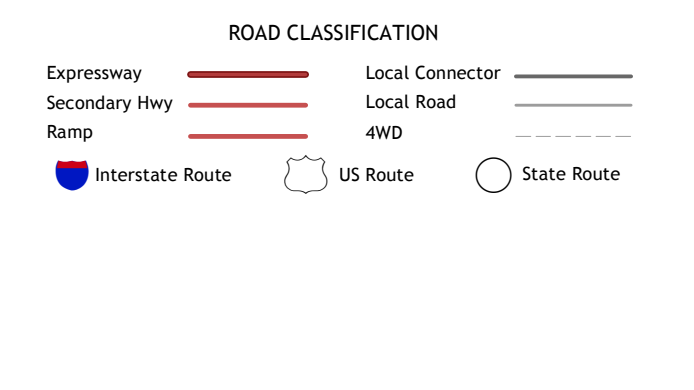 ROAD CLASSIFICATION
Expressway
Secondary Hwy
Ramp
Local Connector
Local Road
4WD
Interstate Route
US Route
State Route